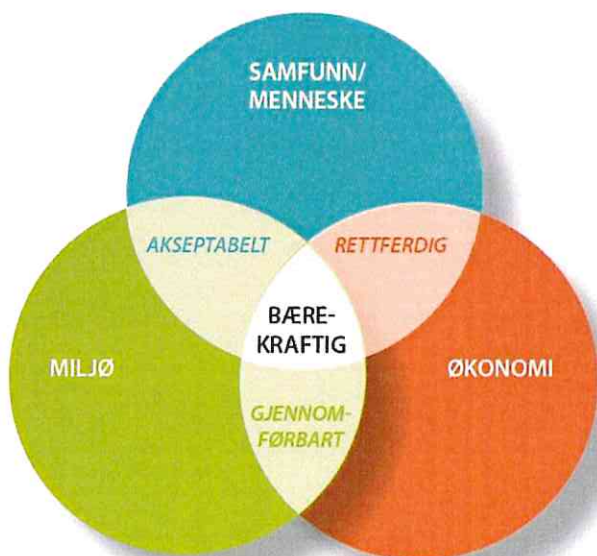 SAMFUNN/
MENNESKE
AKSEPTABELT
RETTFERDIG
BÆRE-
KRAFTIG
MILJØ
ØKONOMI
GJENNOM-
FØRBART